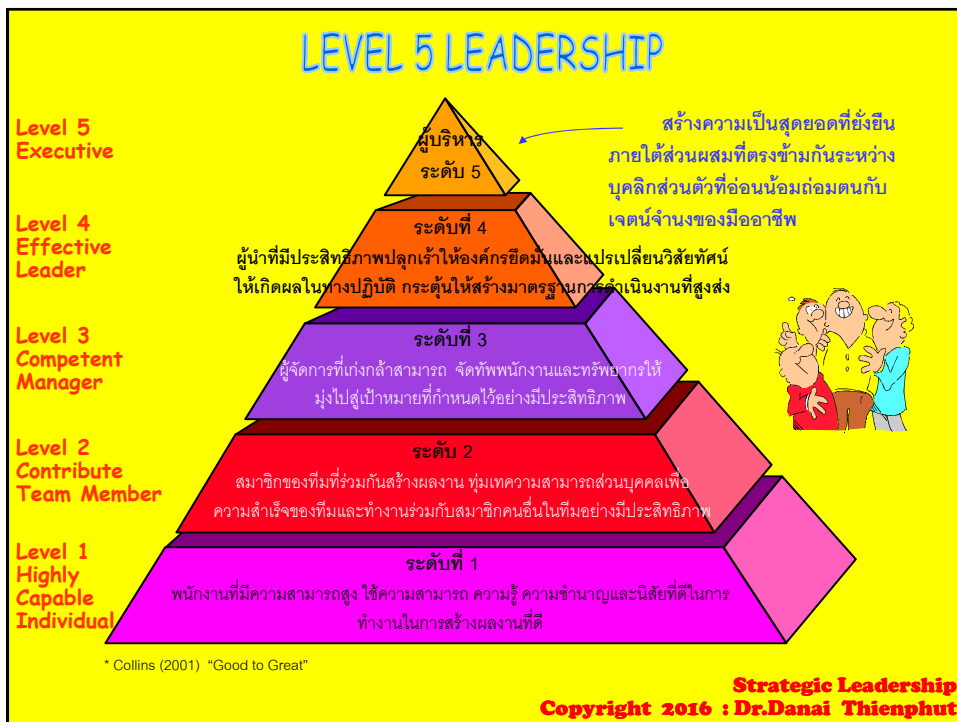 LEVEL 5 LEADERSHIP
Level 5
Executive
ผู้บริหาร
ระดับ 5
สร้างความเป็นสุดยอดที่ยั่งยืน
ภายใต้ส่วนผสมที่ตรงข้ามกันระหว่าง
บุคลิกส่วนตัวที่อ่อนน้อมถ่อมตนกับ
เจตน์จำนงของมืออาชีพ
Level 4
Effective
Leader
ระดับที่ 4
ผู้นำที่มีประสิทธิภาพปลุกเร้าให้องค์กรยึดมั่นและแปรเปลี่ยนวิสัยทัศน์
ให้เกิดผลในทางปฏิบัติ กระตุ้นให้สร้างมาตรฐานการดำเนินงานที่สูงส่ง
Level 3
Competent
Manager
ระดับที่ 3
ผู้จัดการที่เก่งกล้าสามารถ จัดทัพพนักงานและทรัพยากรให้
มุ่งไปสู่เป้าหมายที่กำหนดไว้อย่างมีประสิทธิภาพ
Level 2
Contribute
Team Member
ระดับ 2
สมาชิกของทีมที่ร่วมกันสร้างผลงาน ทุ่มเทความสามารถส่วนบุคคลเพื่อ
ความสำเร็จของทีมและทำงานร่วมกับสมาชิกคนอื่นในทีมอย่างมีประสิทธิภาพ
Level 1
Highly
Capable
Individual
ระดับที่ 1
พนักงานที่มีความสามารถสูง ใช้ความสามารถ ความรู้ ความชำนาญและนิสัยที่ดีในการ
ทำงานในการสร้างผลงานที่ดี
* Collins (2001) “Good to Great”
Strategic Leadership
Copyright 2016 : Dr.Danai Thienphut